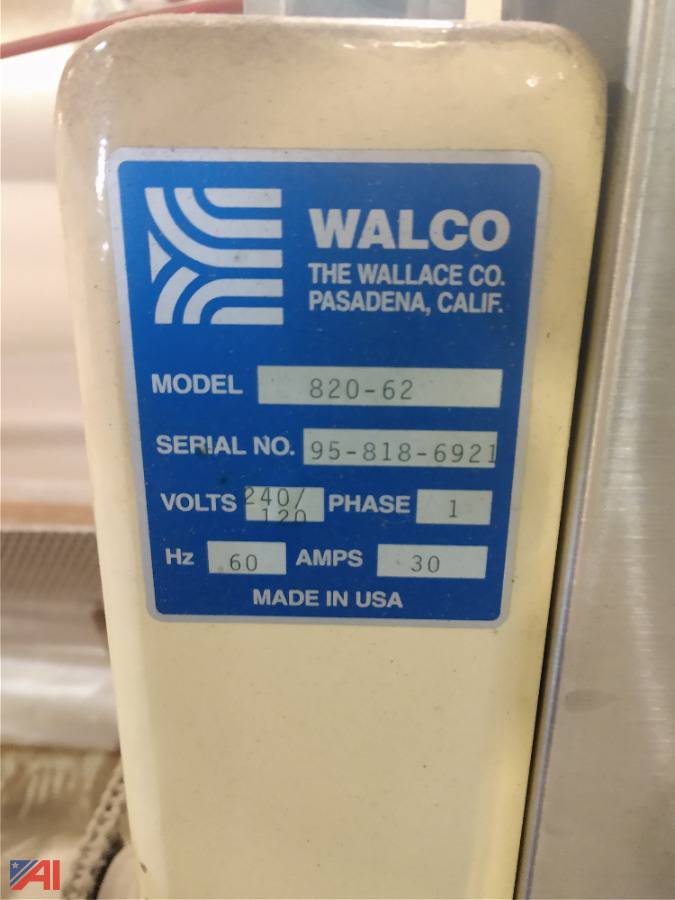 WALCO
THE WALLACE CO.
PASADENA, CALIF.
MODEL 820-62
SERIAL NO. 95-818-6921
VOLTS 240/
120
PHASE 1
Hz 60 AMPS 30
MADE IN USA
AI